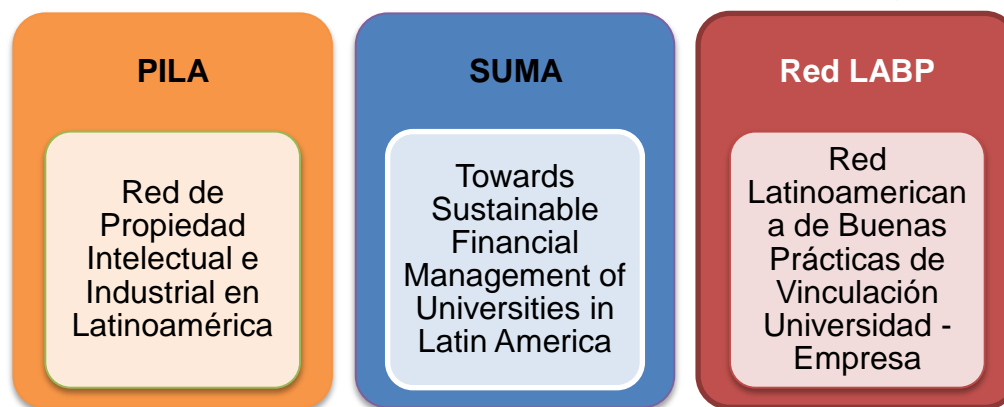 PILA
Red de
Propiedad
Intelectual e
Industrial en
Latinoamérica
SUMA
Towards
Sustainable
Financial
Management of
Universities in
Latin America
Red LABP
Red
Latinoamerican
a de Buenas
Prácticas de
Vinculación
Universidad -
Empresa